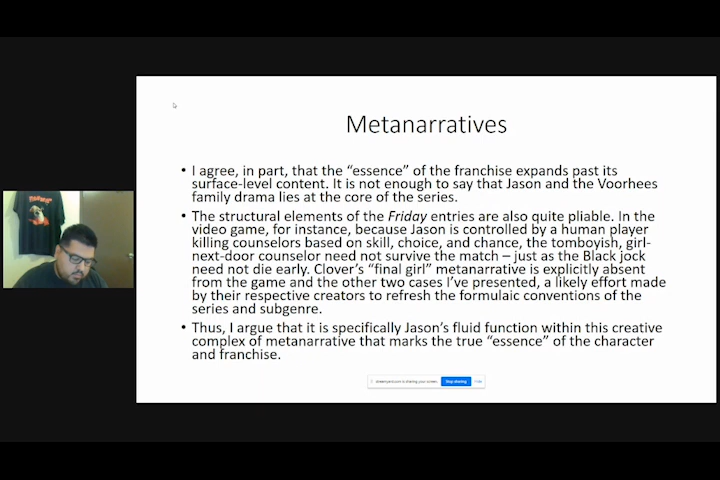 Metanarratives
• I agree, in part, that the “essence” of the franchise expands past its
surface-level content. It is not enough to say that Jason and the Voorhees
family drama lies at the core of the series.
• The structural elements of the Friday entries are also quite pliable. In the
video game, for instance, because Jason is controlled by a human player
killing counselors based on skill, choice, and chance, the tomboyish, girl-
next-door counselor need not survive the match – just as the Black jock
need not die early. Clover’s “final girl” metanarrative is explicitly absent
from the game and the other two cases I’ve presented, a likely effort made
by their respective creators to refresh the formulaic conventions of the
series and subgenre.
• Thus, I argue that it is specifically Jason’s fluid function within this creative
complex of metanarrative that marks the true “essence” of the character
and franchise.
is sharing your screen. Stop sharing Hide